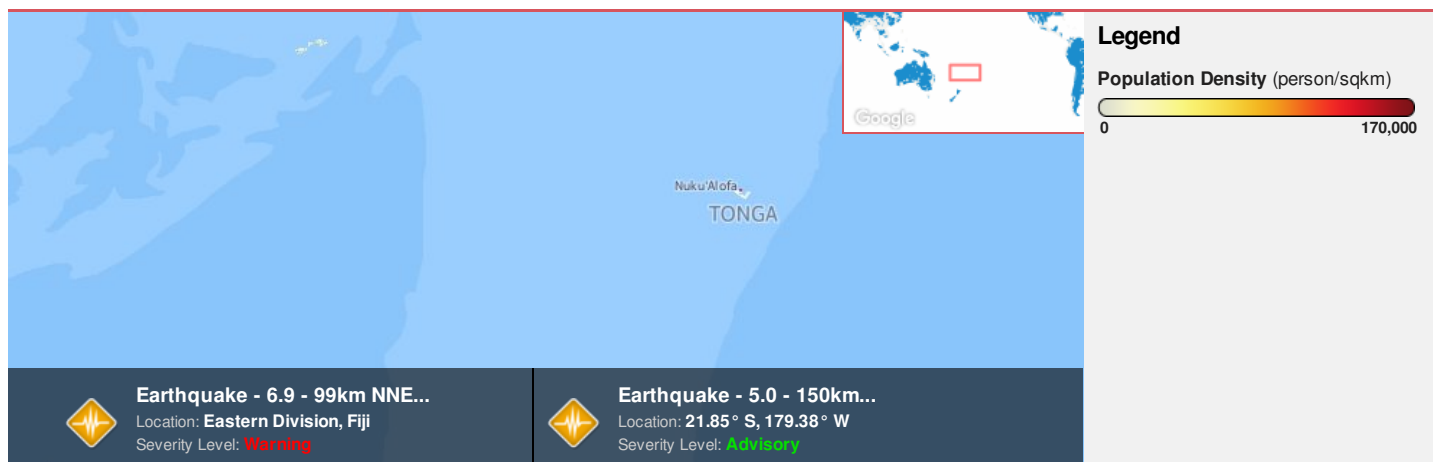 Google
Nuku'Alofa
TONGA
Legend
Population Density (person/sqkm)
0 170,000
Earthquake - 6.9 - 99km NNE...
Location: Eastern Division, Fiji
Severity Level: Warning
Earthquake - 5.0 - 150km...
Location: 21.85° S, 179.38° W
Severity Level: Advisory